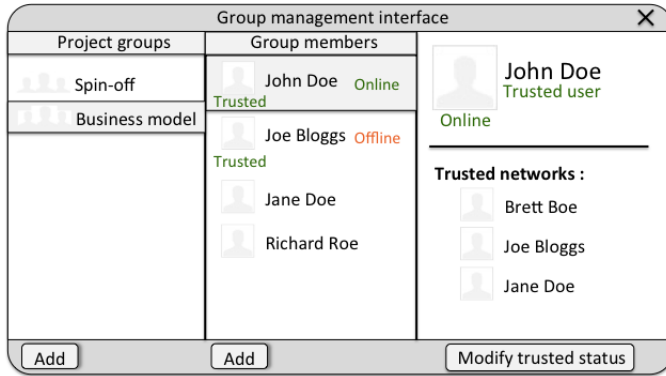 Group management interface
Project groups
Group members
Spin-off
Business model
Add
John Doe Online
Trusted
Joe Bloggs Offline
Trusted
Jane Doe
Richard Roe
Add
John Doe
Trusted user
Online
Trusted networks :
Brett Boe
Joe Bloggs
Jane Doe
Modify trusted status